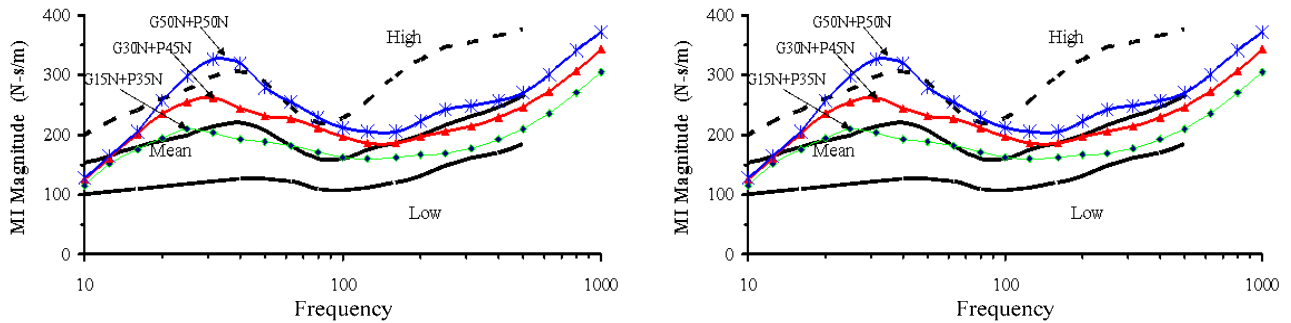 400
300
200
100
0
MI Magnitude (N-s/m)
G50N+P50N
G30N+P45N
G15N+P35N
High
Mean
Low
10
100
1000
Frequency
400
300
200
100
0
MI Magnitude (N-s/m)
G50N+P50N
G30N+P45N
G15N+P35N
High
Mean
Low
10
100
1000
Frequency